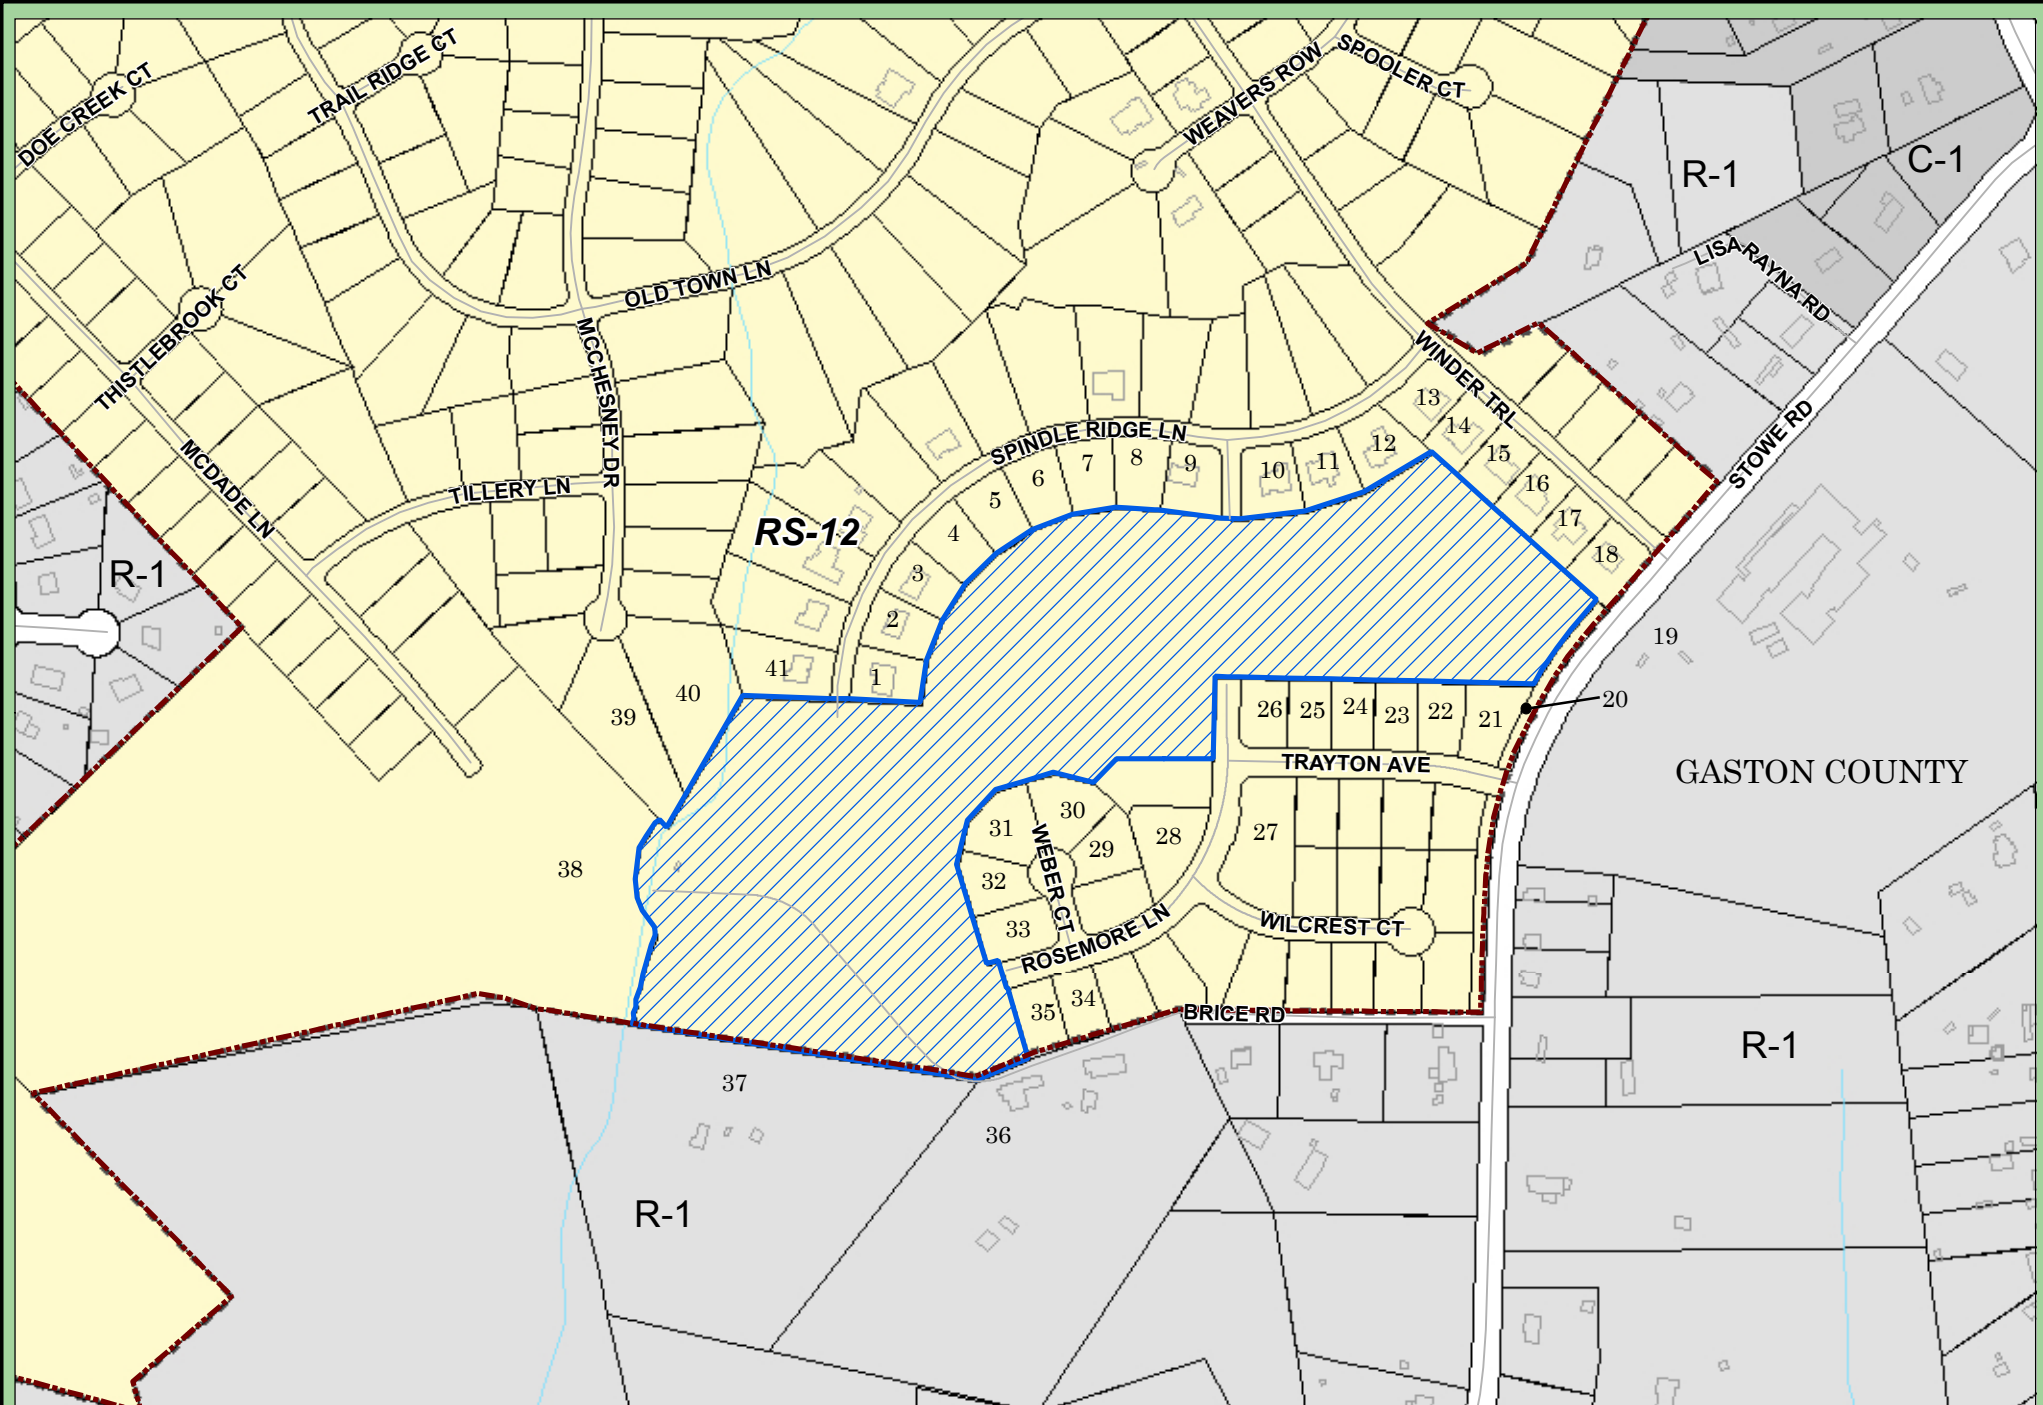 DOE CREEK CT
TRAIL RIDGE CT
WEAVERS ROW
SPOOLER CT
R-1
C-1
LISA RAYNA RD
THISTLEBROOK CT
OLD TOWN LN
MCCHESNEY DR
WINDER TRL
STOWE RD
MCDADE LN
TILLERY LN
SPINDLE RIDGE LN
RS-12
R-1
1
2
3
4
5
6
7
8
9
10
11
12
13
14
15
16
17
18
19
20
21
22
23
24
25
26
TRAYTON AVE
GASTON COUNTY
27
28
29
30
31
32
33
WEBER CT
ROSEMORE LN
WILCREST CT
34
35
BRICE RD
36
37
38
39
40
41
R-1
R-1